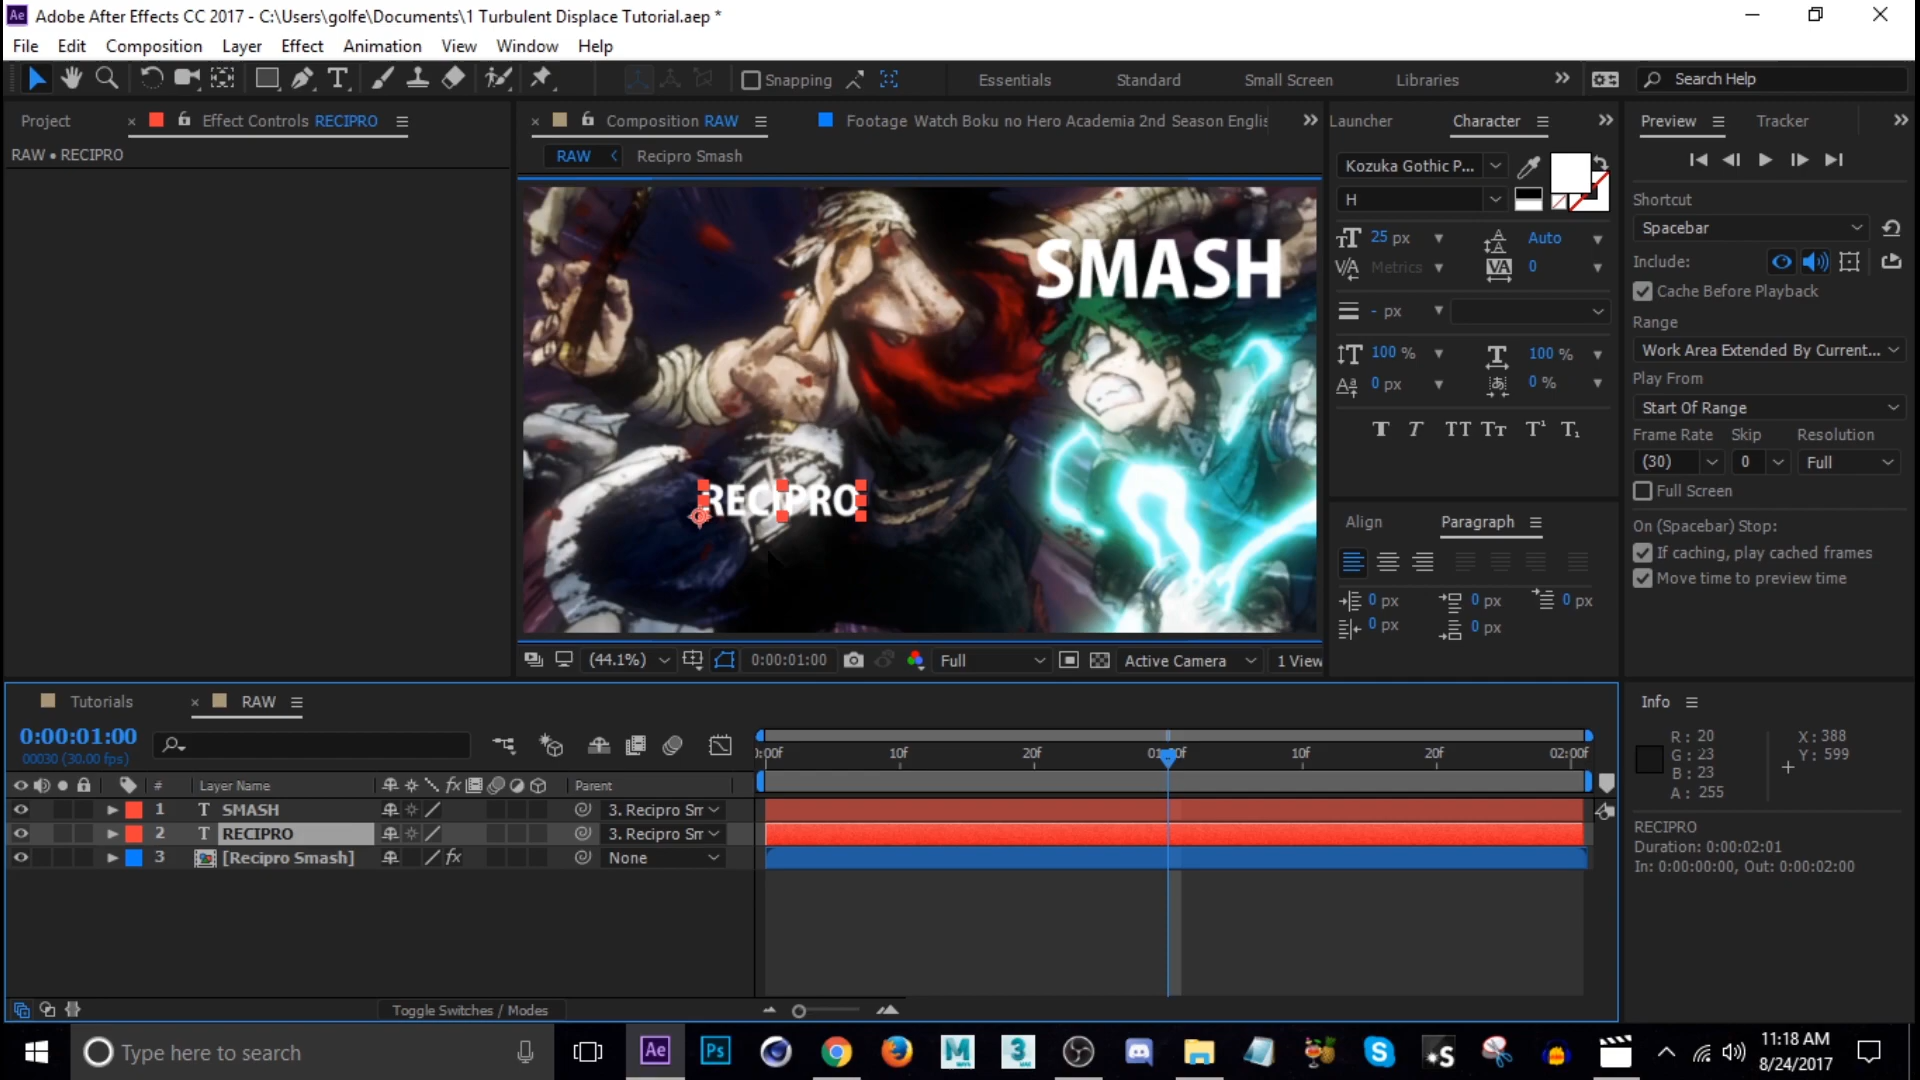 Adobe After Effects CC 2017 - C:\Users\golfe\Documents\1 Turbulent Displace Tutorial.aep *
File Edit Composition Layer Effect Animation View Window Help
Snapping Essentials Standard Small Screen Libraries Search Help
Project Effect Controls RECIPRO
RAW • RECIPRO
Composition RAW Footage Watch Boku no Hero Academia 2nd Season Englis
RAW Recipro Smash
SMASH
RECIPRO
(44.1%) 0:00:01:00 Full Active Camera 1 View
Launcher Character
Kozuka Gothic P...
H
25 px Auto
Metrics 0
- px
100 % 100 %
0 px 0 %
T T TT Tt T¹ T₁
Align Paragraph
0 px 0 px 0 px
0 px 0 px
Preview Tracker
Shortcut
Spacebar
Include:
Cache Before Playback
Range
Work Area Extended By Current...
Play From
Start Of Range
Frame Rate Skip Resolution
(30) 0 Full
Full Screen
On (Spacebar) Stop:
If caching, play cached frames
Move time to preview time
Tutorials RAW
0:00:01:00
00030 (30.00 fps)
):00f 10f 20f 01:00f 10f 20f 02:00f
# Layer Name fx Parent
1 T SMASH 3. Recipro Sm
2 T RECIPRO 3. Recipro Sm
3 [Recipro Smash] fx None
Toggle Switches / Modes
Info
R : 20 X : 388
G : 23 Y : 599
B : 23
A : 255
RECIPRO
Duration: 0:00:02:01
In: 0:00:00:00, Out: 0:00:02:00
Type here to search
Ae Ps M 3 S
11:18 AM
8/24/2017